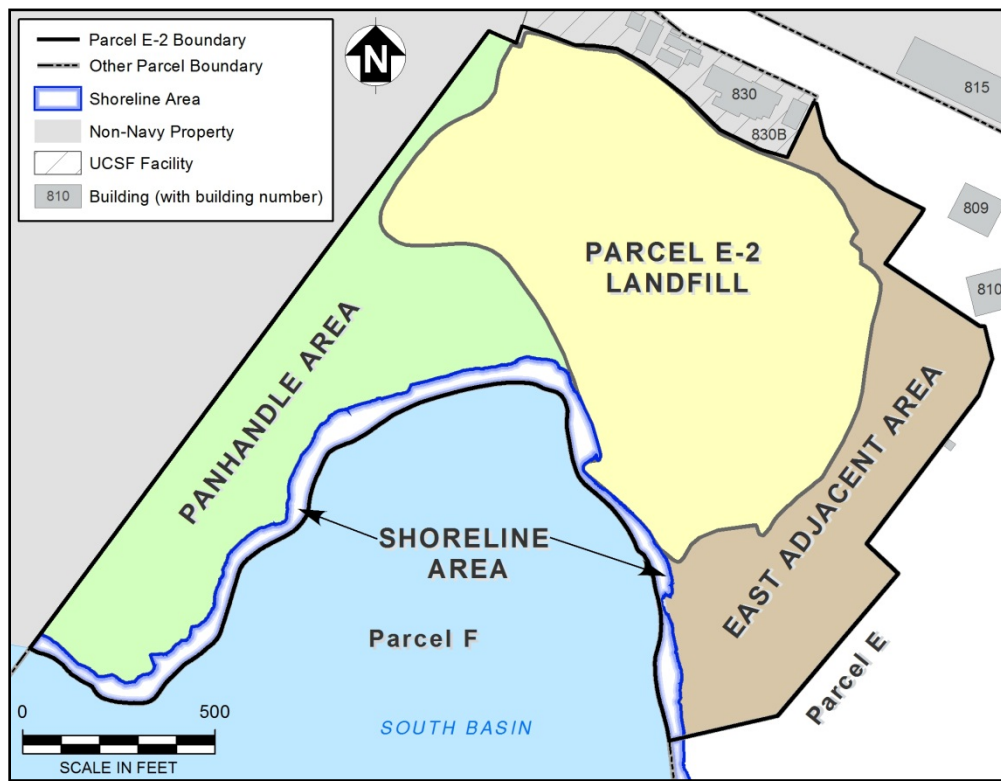 Parcel E-2 Boundary
Other Parcel Boundary
Shoreline Area
Non-Navy Property
UCSF Facility
810
Building (with building number)
N
830
830B
815
809
810
PARCEL E-2
LANDFILL
PANHANDLE AREA
EAST ADJACENT AREA
SHORELINE
AREA
Parcel F
Parcel E
SOUTH BASIN
0
500
SCALE IN FEET